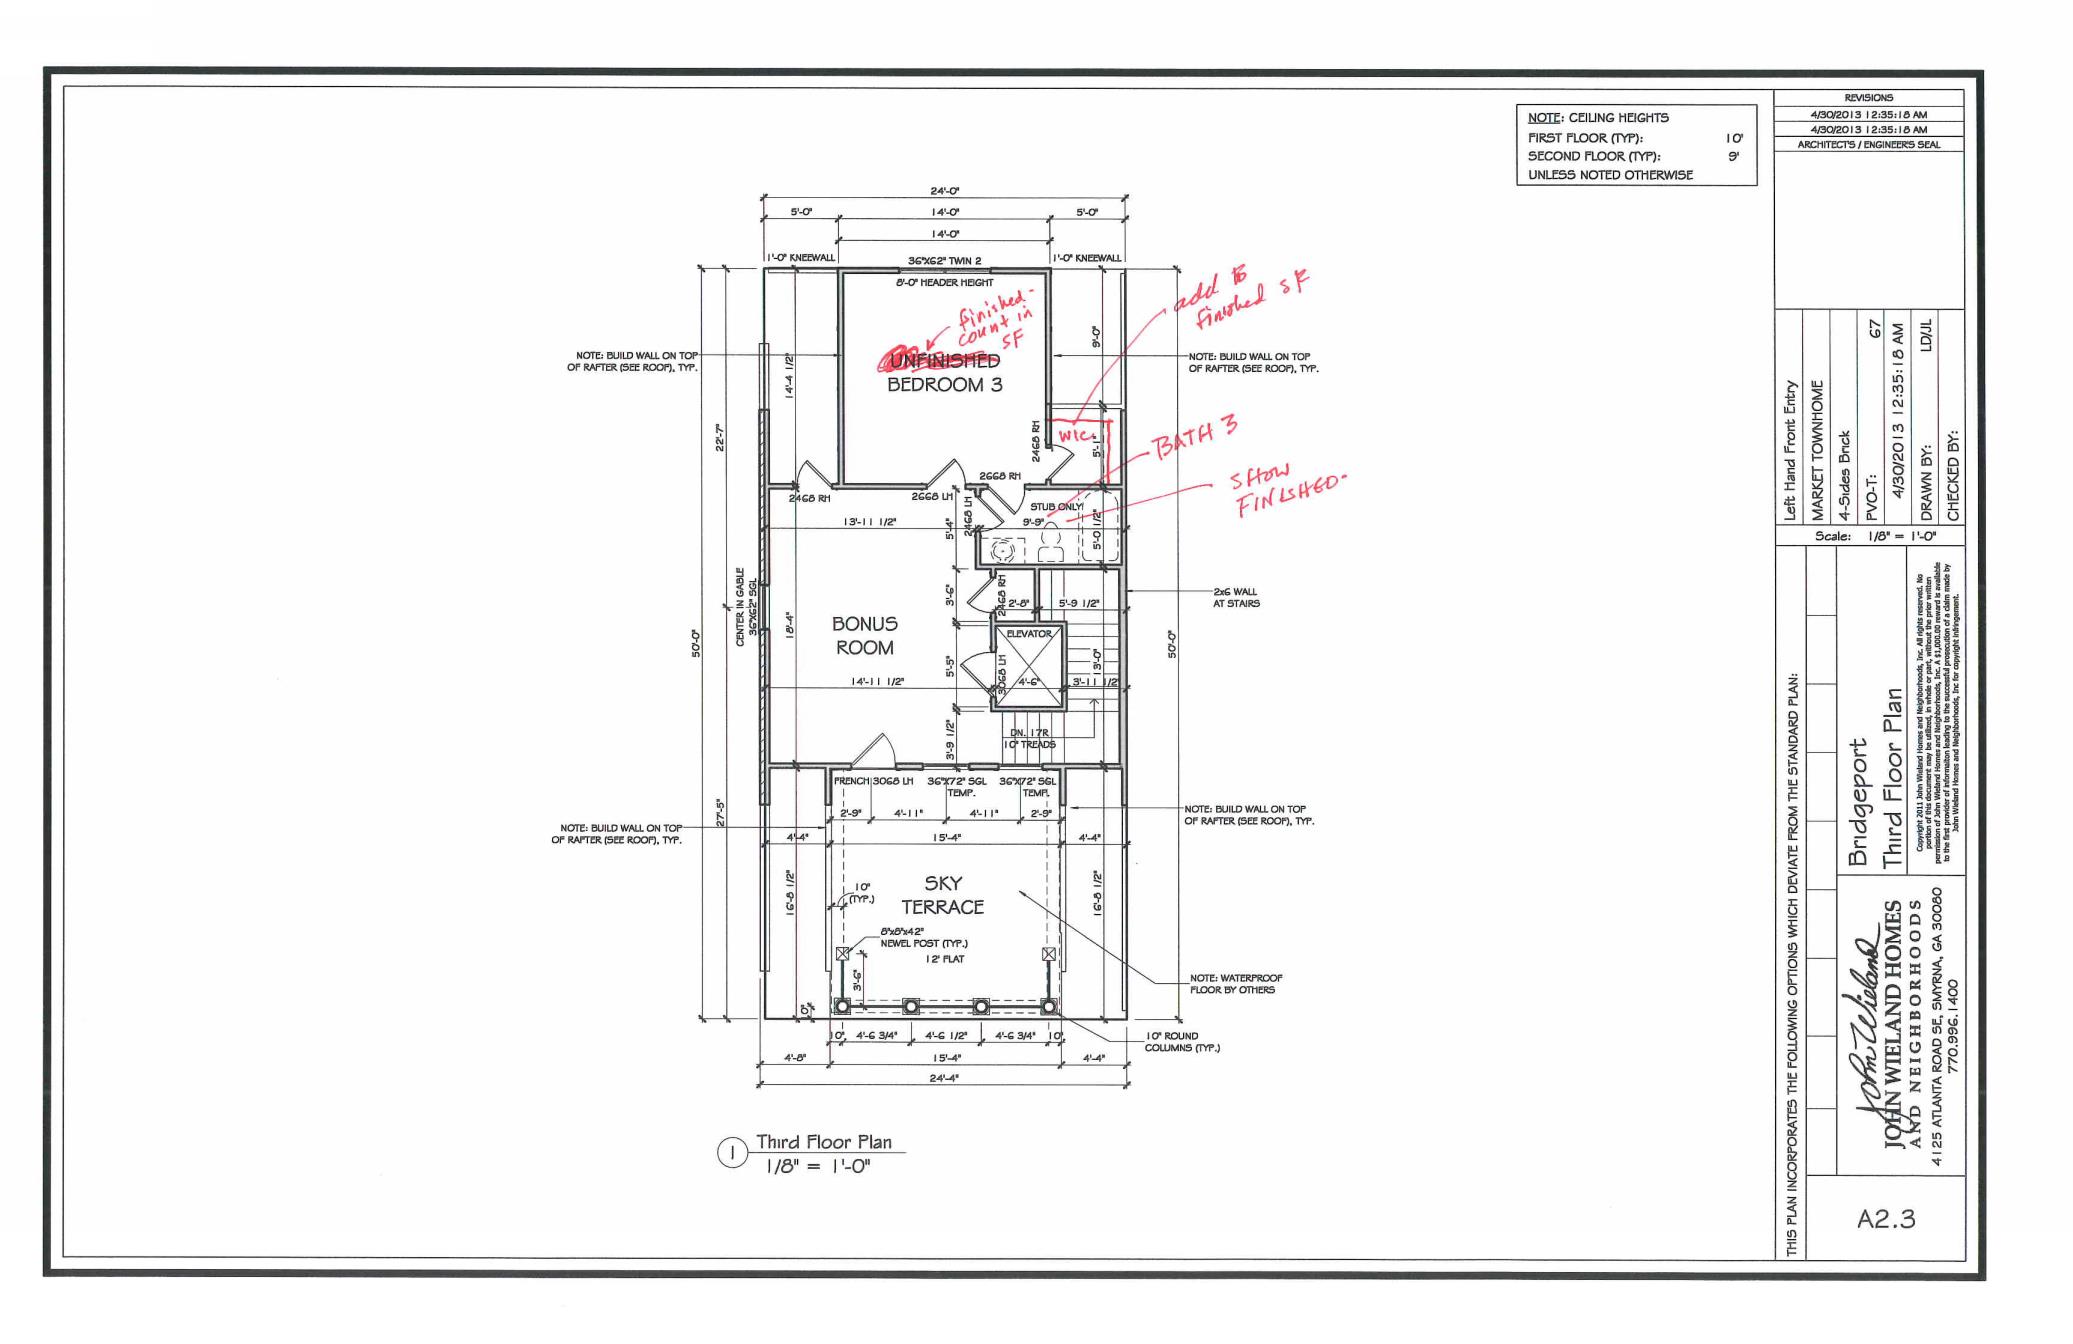 NOTE: CEILING HEIGHTS
FIRST FLOOR (TYP): 10'
SECOND FLOOR (TYP): 9'
UNLESS NOTED OTHERWISE
REVISIONS
4/30/2013 12:35:18 AM
4/30/2013 12:35:18 AM
ARCHITECT'S / ENGINEER'S SEAL
24'-0"
5'-0"
14'-0"
5'-0"
14'-0"
1'-0" KNEEWALL
36"X62" TWIN 2
1'-0" KNEEWALL
8'-0" HEADER HEIGHT
finished -
count in
SF
add to
finished SF
UNFINISHED
BEDROOM 3
NOTE: BUILD WALL ON TOP
OF RAFTER (SEE ROOF), TYP.
NOTE: BUILD WALL ON TOP
OF RAFTER (SEE ROOF), TYP.
14'-4 1/2"
9'-0"
22'-7"
2468 RH
WIC.
5'-1"
BATH 3
SHOW
FINISHED-
2468 RH
2668 LH
2668 RH
2468 LH
STUB ONLY!
13'-11 1/2"
9'-9"
5'-4"
5'-0 1/2"
CENTER IN GABLE
36"X62" SGL
18'-4"
3'-6"
2468 RH
2'-8"
5'-9 1/2"
2x6 WALL
AT STAIRS
BONUS
ROOM
ELEVATOR
50'-0"
50'-0"
5'-5"
3068 LH
13'-0"
14'-11 1/2"
4'-6"
3'-11 1/2"
3'-9 1/2"
DN. 17R
10" TREADS
FRENCH 3068 LH
36"X72" SGL
TEMP.
36"X72" SGL
TEMP.
27'-5"
2'-9"
4'-11"
4'-11"
2'-9"
NOTE: BUILD WALL ON TOP
OF RAFTER (SEE ROOF), TYP.
NOTE: BUILD WALL ON TOP
OF RAFTER (SEE ROOF), TYP.
4'-4"
15'-4"
4'-4"
16'-8 1/2"
16'-8 1/2"
SKY
TERRACE
10"
(TYP.)
8"x8"x42"
NEWEL POST (TYP.)
12' FLAT
3'-6"
NOTE: WATERPROOF
FLOOR BY OTHERS
10"
10"
4'-6 3/4"
4'-6 1/2"
4'-6 3/4"
10"
10" ROUND
COLUMNS (TYP.)
4'-8"
15'-4"
4'-4"
24'-4"
1
Third Floor Plan
1/8" = 1'-0"
Left Hand Front Entry
MARKET TOWNHOME
4-Sides Brick
PVO-T: 67
4/30/2013 12:35:18 AM
DRAWN BY: LD/JL
CHECKED BY:
Scale: 1/8" = 1'-0"
THIS PLAN INCORPORATES THE FOLLOWING OPTIONS WHICH DEVIATE FROM THE STANDARD PLAN:
Bridgeport
Third Floor Plan
Copyright 2011 John Wieland Homes and Neighborhoods, Inc. All rights reserved. No
portion of this document may be utilized, in whole or part, without the prior written
permission of John Wieland Homes and Neighborhoods, Inc. A $1,000.00 reward is available
to the first provider of information leading to the successful prosecution of a claim made by
John Wieland Homes and Neighborhoods, Inc for copyright infringement.
John Wieland
JOHN WIELAND HOMES
AND NEIGHBORHOODS
4125 ATLANTA ROAD SE, SMYRNA, GA 30080
770.996.1400
A2.3